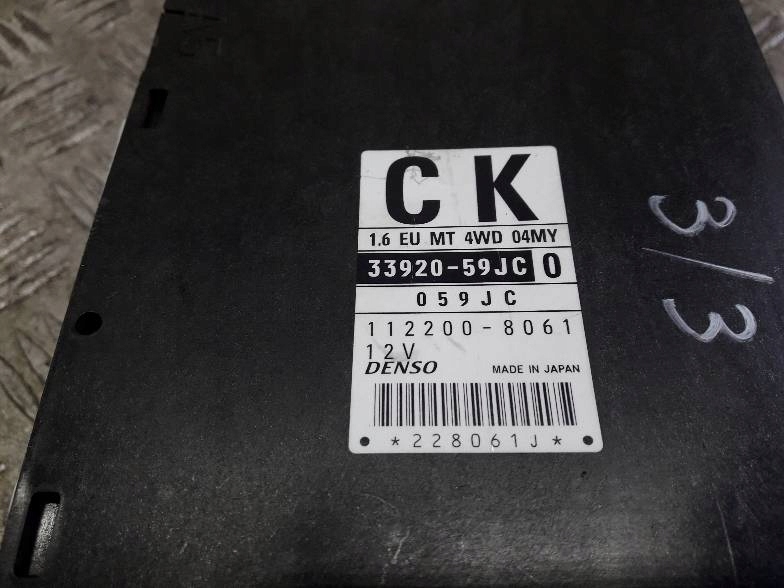 CK
1.6 EU MT 4WD 04MY
33920-59JC 0
059JC
112200-8061
12V
DENSO MADE IN JAPAN
*228061J*
3/3